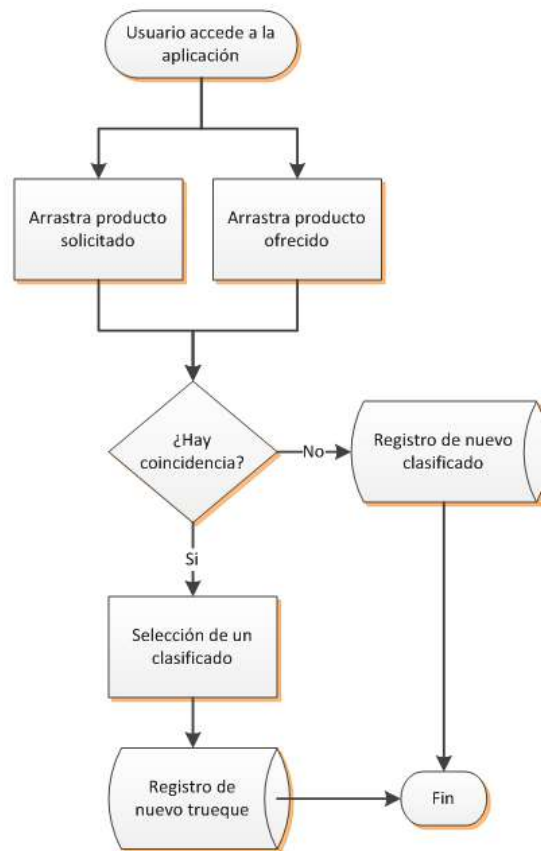 Usuario accede a la
aplicación
Arrastra producto
solicitado
Arrastra producto
ofrecido
¿Hay
coincidencia?
No
Registro de nuevo
clasificado
Si
Selección de un
clasificado
Registro de
nuevo trueque
Fin